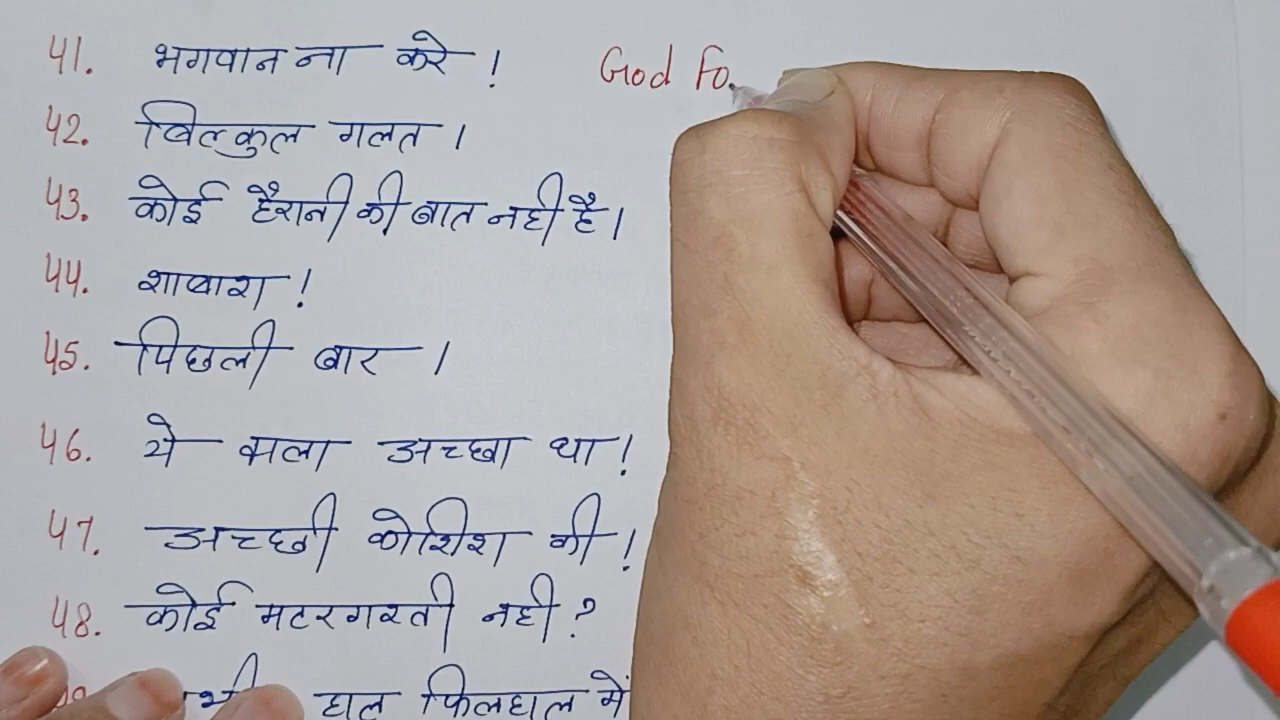 41. भगवान ना करे ! God Fo
42. बिल्कुल गलत ।
43. कोई हैरानी की बात नही है।
44. शाबाश !
45. पिछली बार ।
46. ये भला अच्छा था !
47. अच्छी कोशिश की !
48. कोई मटरगश्ती नही ?
हाल फिलहाल में